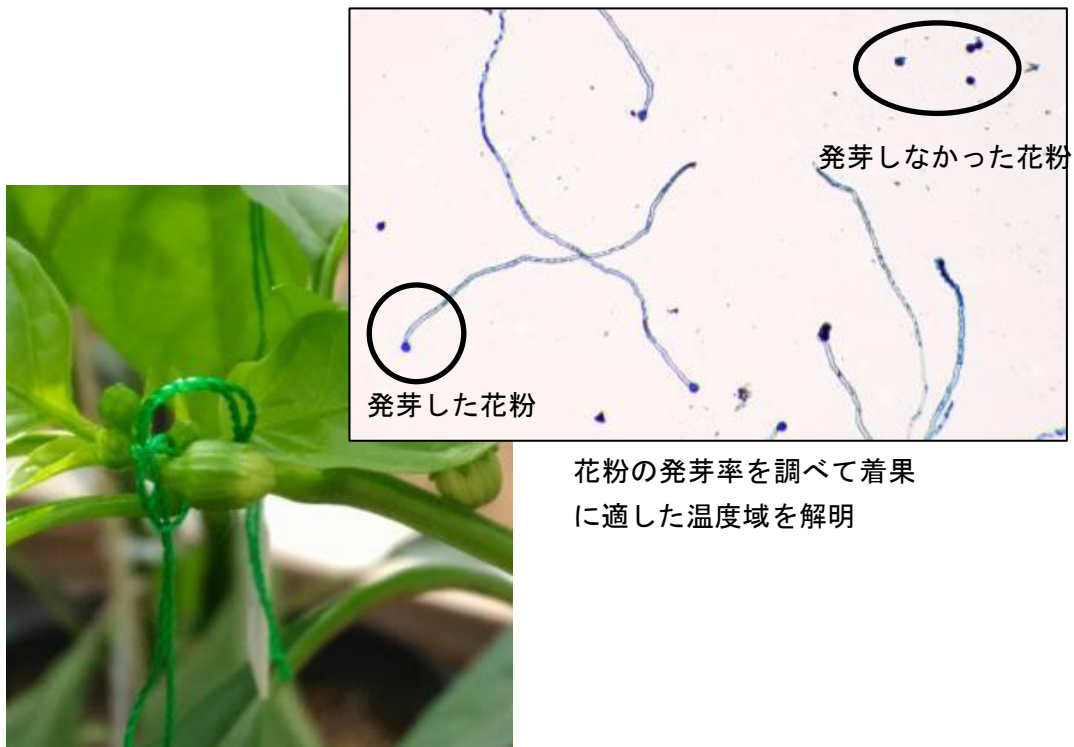 発芽しなかった花粉
発芽した花粉
花粉の発芽率を調べて着果
に適した温度域を解明